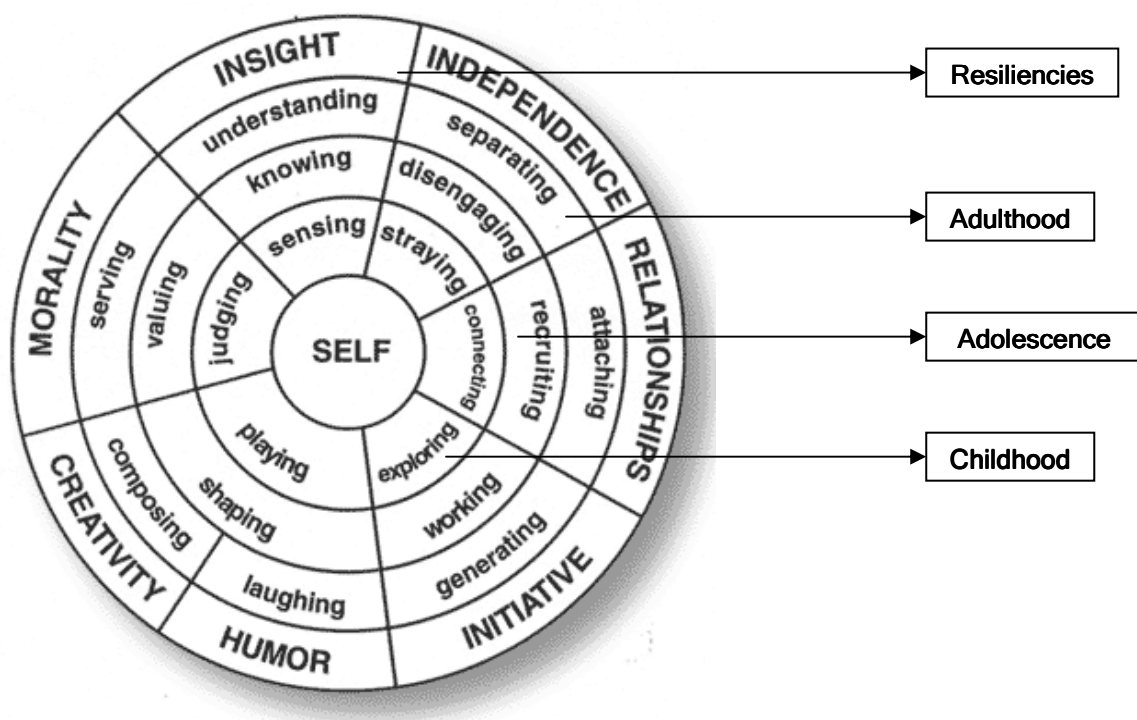 INSIGHT
INDEPENDENCE
RELATIONSHIPS
INITIATIVE
HUMOR
CREATIVITY
MORALITY
understanding
separating
attaching
generating
laughing
composing
serving
knowing
disengaging
recruiting
working
shaping
valuing
sensing
straying
connecting
exploring
playing
judging
SELF
Resiliencies
Adulthood
Adolescence
Childhood